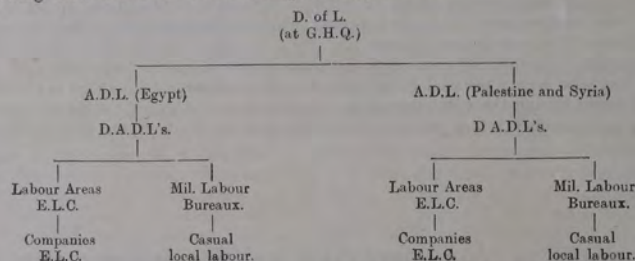 D. of L.
(at G.H.Q.)
A.D.L. (Egypt) A.D.L. (Palestine and Syria)
D.A.D.L's. D A.D.L's.
Labour Areas Mil. Labour Labour Areas Mil. Labour
E.L.C. Bureaux. E.L.C. Bureaux.
Companies Casual Companies Casual
E.L.C. local labour. E.L.C. local labour.